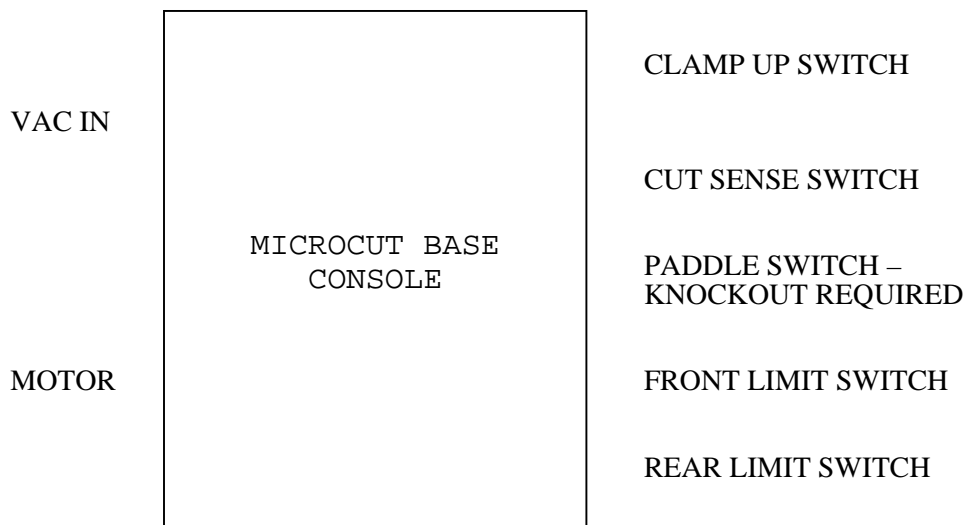 VAC IN
MOTOR
MICROCUT BASE
CONSOLE
CLAMP UP SWITCH
CUT SENSE SWITCH
PADDLE SWITCH –
KNOCKOUT REQUIRED
FRONT LIMIT SWITCH
REAR LIMIT SWITCH